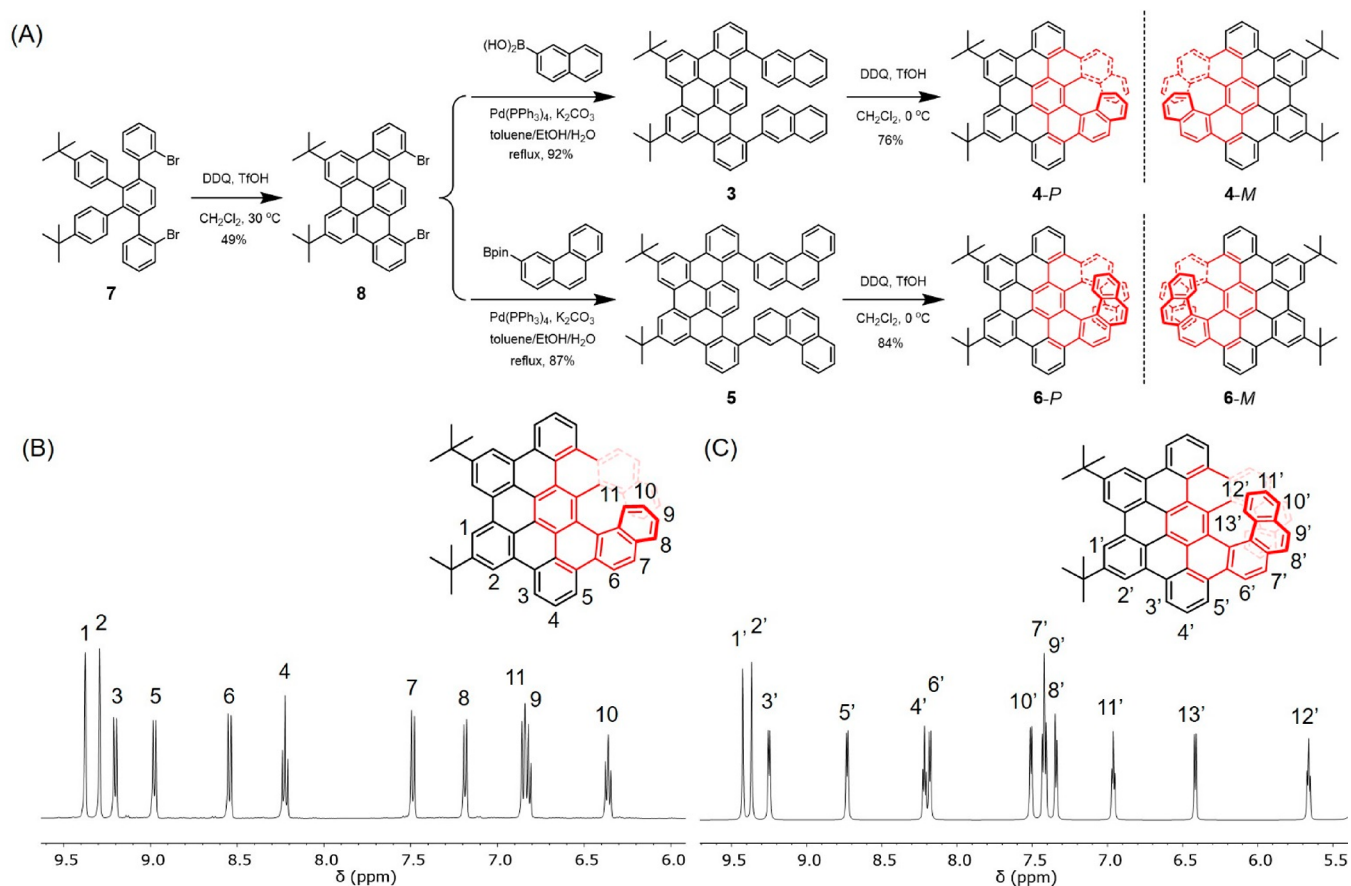 (A)
(HO)2B
Pd(PPh3)4, K2CO3
toluene/EtOH/H2O
reflux, 92%
3
DDQ, TfOH
CH2Cl2, 0 °C
76%
4-P
4-M
Br
Br
7
DDQ, TfOH
CH2Cl2, 30 °C
49%
Br
Br
8
Bpin
Pd(PPh3)4, K2CO3
toluene/EtOH/H2O
reflux, 87%
5
DDQ, TfOH
CH2Cl2, 0 °C
84%
6-P
6-M
(B)
11
10
9
8
7
6
5
4
3
2
1
1 2
3
5
6
4
7
8
11
9
10
9.5 9.0 8.5 8.0 7.5 7.0 6.5 6.0
δ (ppm)
(C)
12' 11'
10'
13'
9'
8'
7'
6'
5'
4'
3'
2'
1'
1' 2'
3'
5'
4'
6'
10'
7'
9'
8'
11'
13'
12'
9.5 9.0 8.5 8.0 7.5 7.0 6.5 6.0 5.5
δ (ppm)